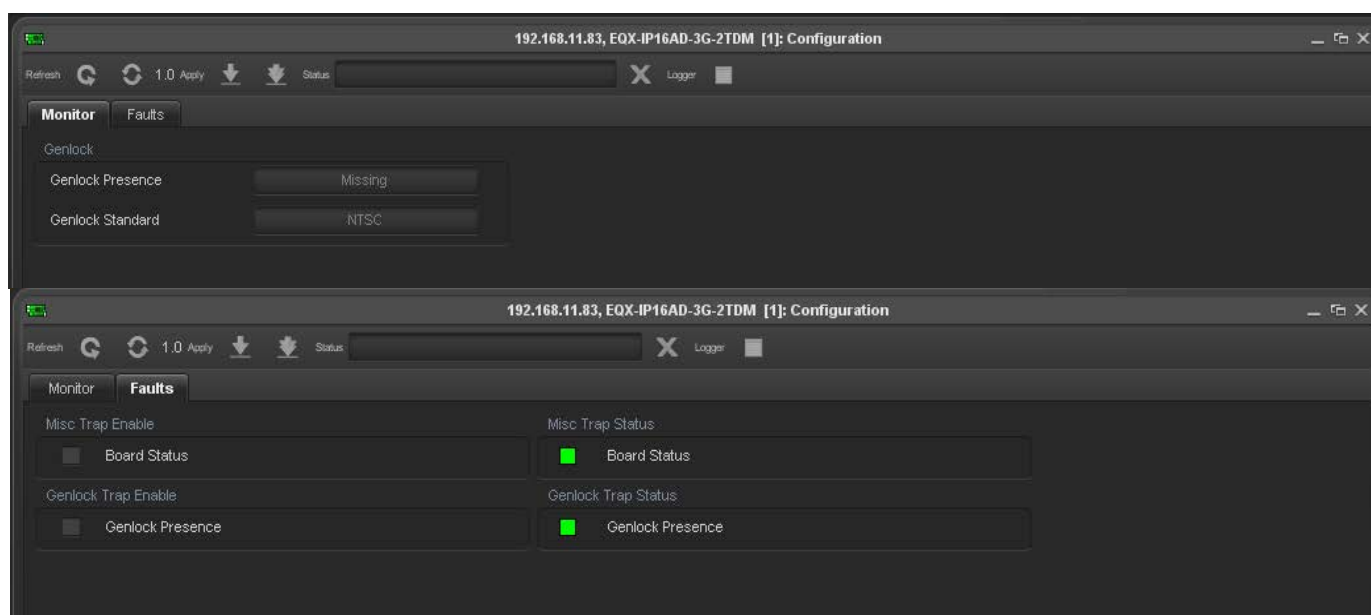 192.168.11.83, EQX-IP16AD-3G-2TDM [1]: Configuration
Refresh 1.0 Apply Status Logger
Monitor Faults
Genlock
Genlock Presence Missing
Genlock Standard NTSC
192.168.11.83, EQX-IP16AD-3G-2TDM [1]: Configuration
Refresh 1.0 Apply Status Logger
Monitor Faults
Misc Trap Enable Misc Trap Status
Board Status Board Status
Genlock Trap Enable Genlock Trap Status
Genlock Presence Genlock Presence